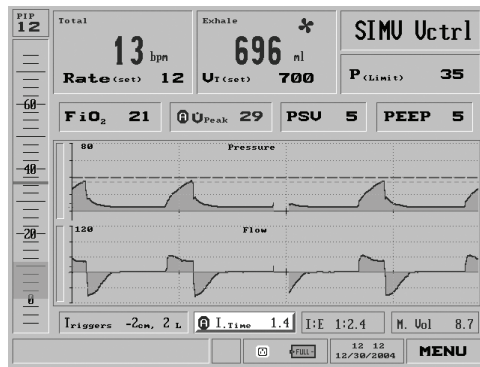 PIP
12
60
40
20
0
Total
13 bpm
Rate (set) 12
Exhale
696 ml
VT (set) 700
SIMV Vctrl
P (Limit) 35
FiO2 21
A V̇Peak 29
PSV 5
PEEP 5
80 Pressure
120 Flow
Triggers -2cm, 2 L
A I.Time 1.4
I:E 1:2.4
M. Vol 8.7
FULL
12 12
12/30/2004
MENU